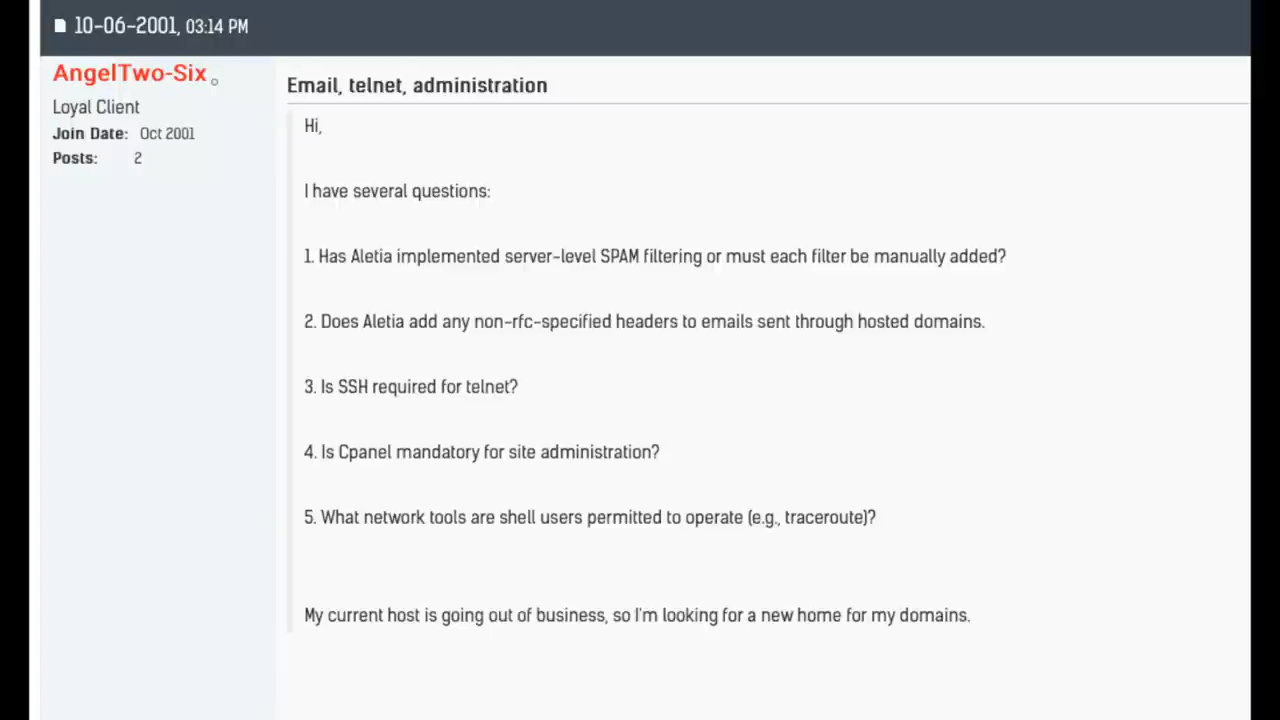 10-06-2001, 03:14 PM
AngelTwo-Six
Loyal Client
Join Date: Oct 2001
Posts: 2
Email, telnet, administration
Hi,
I have several questions:
1. Has Aletia implemented server-level SPAM filtering or must each filter be manually added?
2. Does Aletia add any non-rfc-specified headers to emails sent through hosted domains.
3. Is SSH required for telnet?
4. Is Cpanel mandatory for site administration?
5. What network tools are shell users permitted to operate (e.g., traceroute)?
My current host is going out of business, so I'm looking for a new home for my domains.